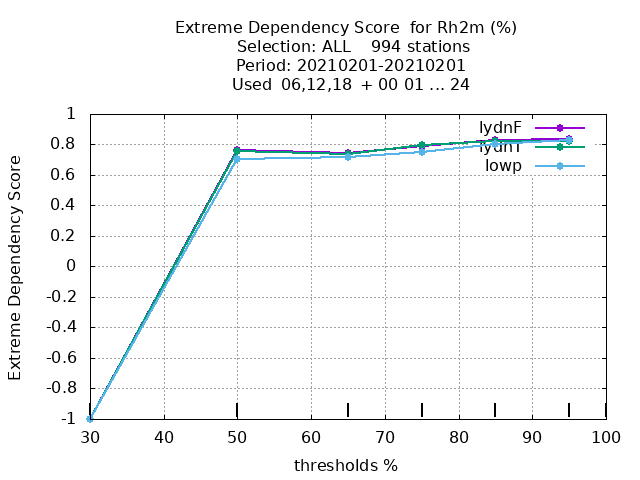 Extreme Dependency Score for Rh2m (%)
Selection: ALL 994 stations
Period: 20210201-20210201
Used 06,12,18 + 00 01 ... 24
Extreme Dependency Score
1
0.8
0.6
0.4
0.2
0
-0.2
-0.4
-0.6
-0.8
-1
lydnF
lydnT
lowp
30 40 50 60 70 80 90 100
thresholds %